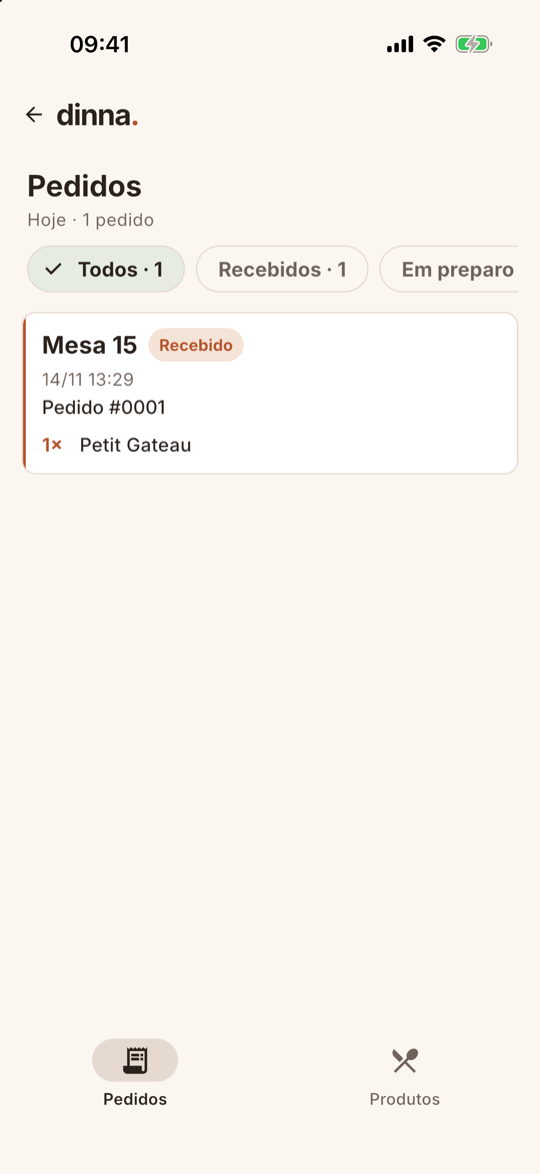 09:41
dinna.
Pedidos
Hoje · 1 pedido
Todos · 1
Recebidos · 1
Em preparo
Mesa 15
Recebido
14/11 13:29
Pedido #0001
1× Petit Gateau
Pedidos
Produtos